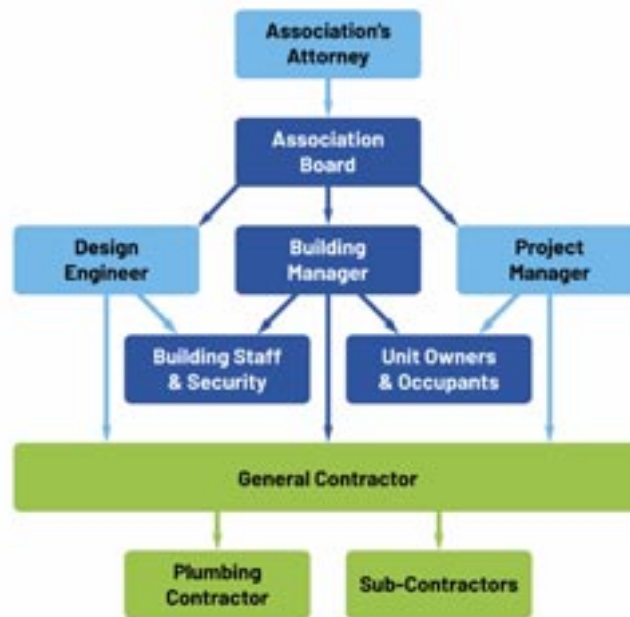 Association's
Attorney
Association
Board
Design
Engineer
Building
Manager
Project
Manager
Building Staff
& Security
Unit Owners
& Occupants
General Contractor
Plumbing
Contractor
Sub-Contractors